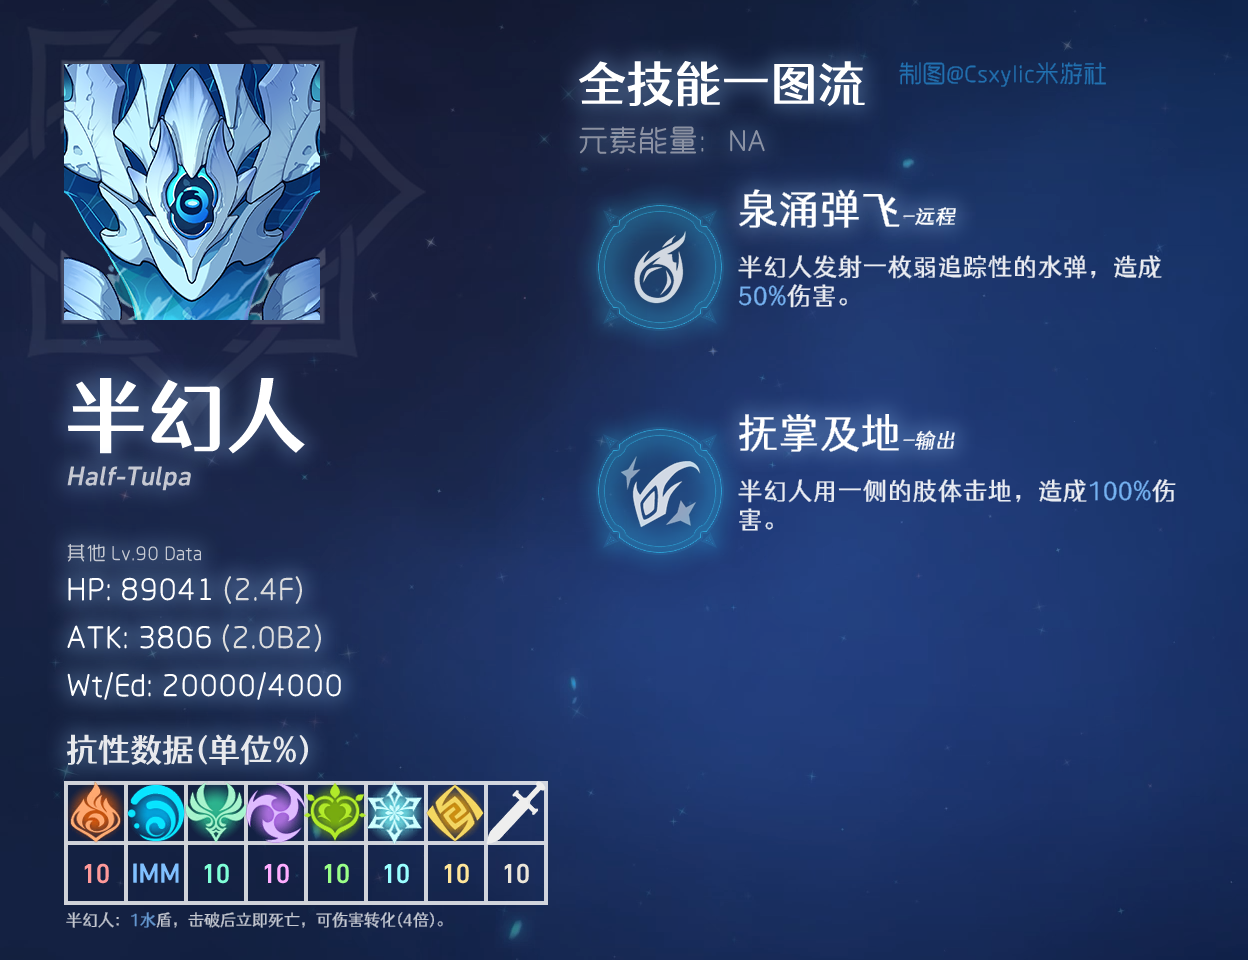 全技能一图流 制图@Csxylic米游社
元素能量： NA
泉涌弹飞-远程
半幻人发射一枚弱追踪性的水弹，造成
50%伤害。
抚掌及地-输出
半幻人用一侧的肢体击地，造成100%伤
害。
半幻人
Half-Tulpa
其他 Lv.90 Data
HP: 89041 (2.4F)
ATK: 3806 (2.0B2)
Wt/Ed: 20000/4000
抗性数据(单位%)
10 IMM 10 10 10 10 10 10
半幻人：1水盾，击破后立即死亡，可伤害转化(4倍)。